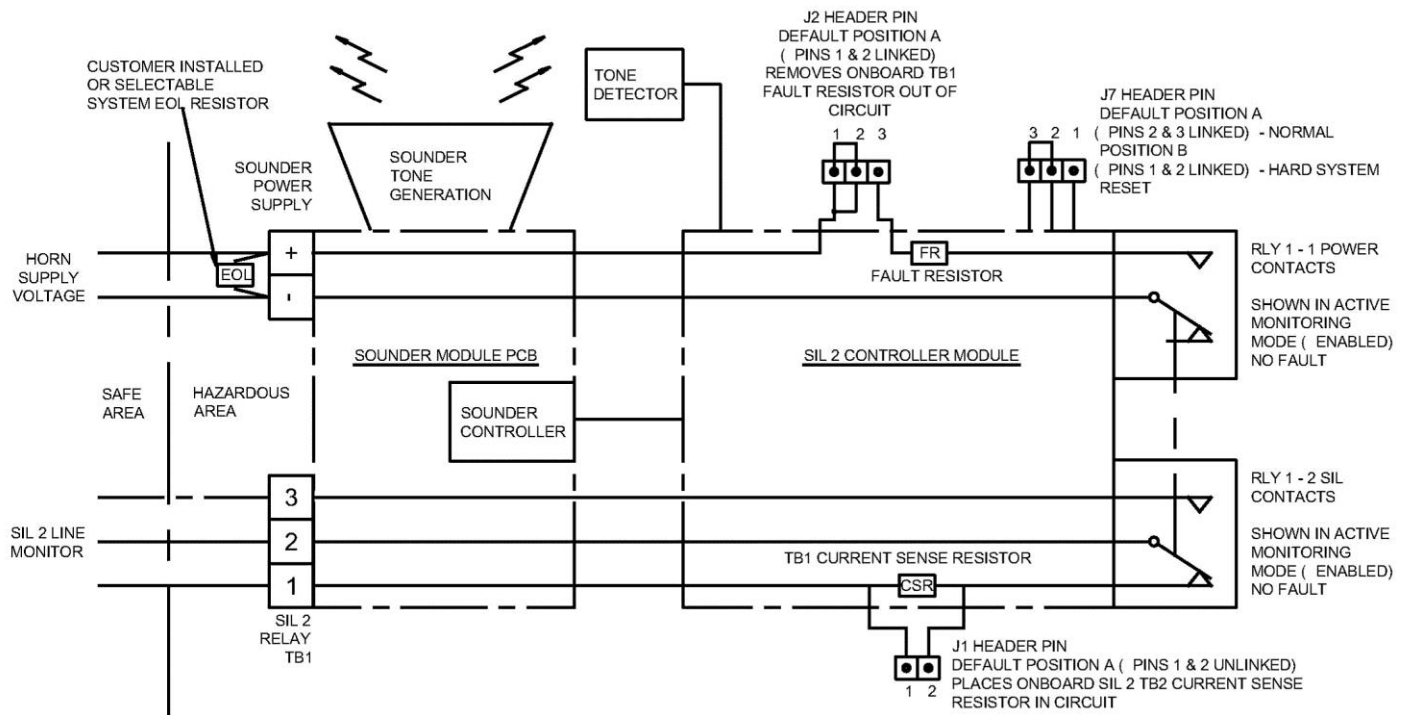 J2 HEADER PIN
DEFAULT POSITION A
( PINS 1 & 2 LINKED)
REMOVES ONBOARD TB1
FAULT RESISTOR OUT OF
CIRCUIT
1 2 3
CUSTOMER INSTALLED
OR SELECTABLE
SYSTEM EOL RESISTOR
TONE
DETECTOR
J7 HEADER PIN
DEFAULT POSITION A
( PINS 2 & 3 LINKED) - NORMAL
POSITION B
( PINS 1 & 2 LINKED) - HARD SYSTEM
RESET
3 2 1
SOUNDER
POWER
SUPPLY
SOUNDER
TONE
GENERATION
HORN
SUPPLY
VOLTAGE
EOL
+
-
FR
FAULT RESISTOR
RLY 1 - 1 POWER
CONTACTS
SHOWN IN ACTIVE
MONITORING
MODE ( ENABLED)
NO FAULT
SOUNDER MODULE PCB
SIL 2 CONTROLLER MODULE
SAFE
AREA
HAZARDOUS
AREA
SOUNDER
CONTROLLER
SIL 2 LINE
MONITOR
3
2
1
SIL 2
RELAY
TB1
TB1 CURRENT SENSE RESISTOR
CSR
RLY 1 - 2 SIL
CONTACTS
SHOWN IN ACTIVE
MONITORING
MODE ( ENABLED)
NO FAULT
1 2
J1 HEADER PIN
DEFAULT POSITION A ( PINS 1 & 2 UNLINKED)
PLACES ONBOARD SIL 2 TB2 CURRENT SENSE
RESISTOR IN CIRCUIT